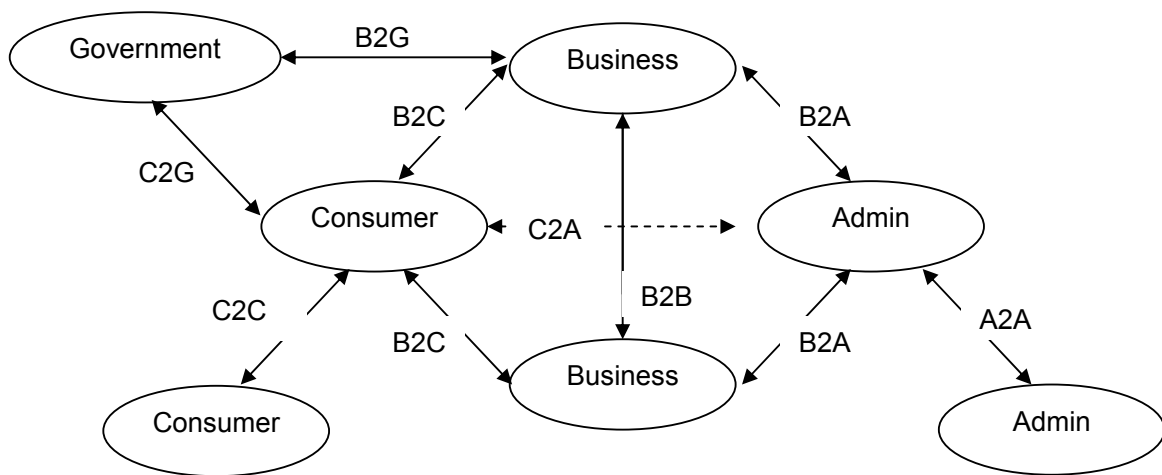 Government
B2G
Business
B2C
B2A
C2G
Consumer
C2A
Admin
C2C
B2C
B2B
B2A
A2A
Business
Consumer
Admin